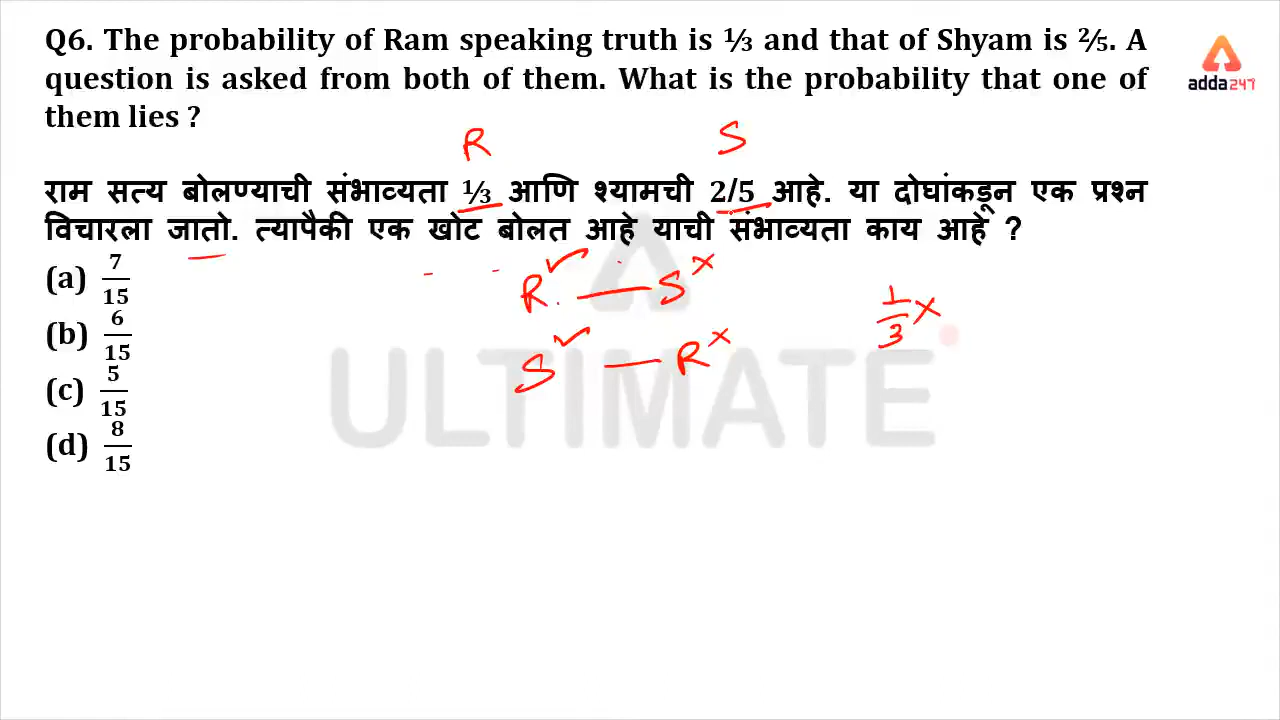 Q6. The probability of Ram speaking truth is ⅓ and that of Shyam is ⅖. A
question is asked from both of them. What is the probability that one of
them lies ?
adda247
R S
राम सत्य बोलण्याची संभाव्यता ⅓ आणि श्यामची 2/5 आहे. या दोघांकडून एक प्रश्न
विचारला जातो. त्यापैकी एक खोट बोलत आहे याची संभाव्यता काय आहे ?
(a) 7/15
(b) 6/15
(c) 5/15
(d) 8/15
R ✓ — S ×
S ✓ — R ×
1/3 ×
ULTIMATE